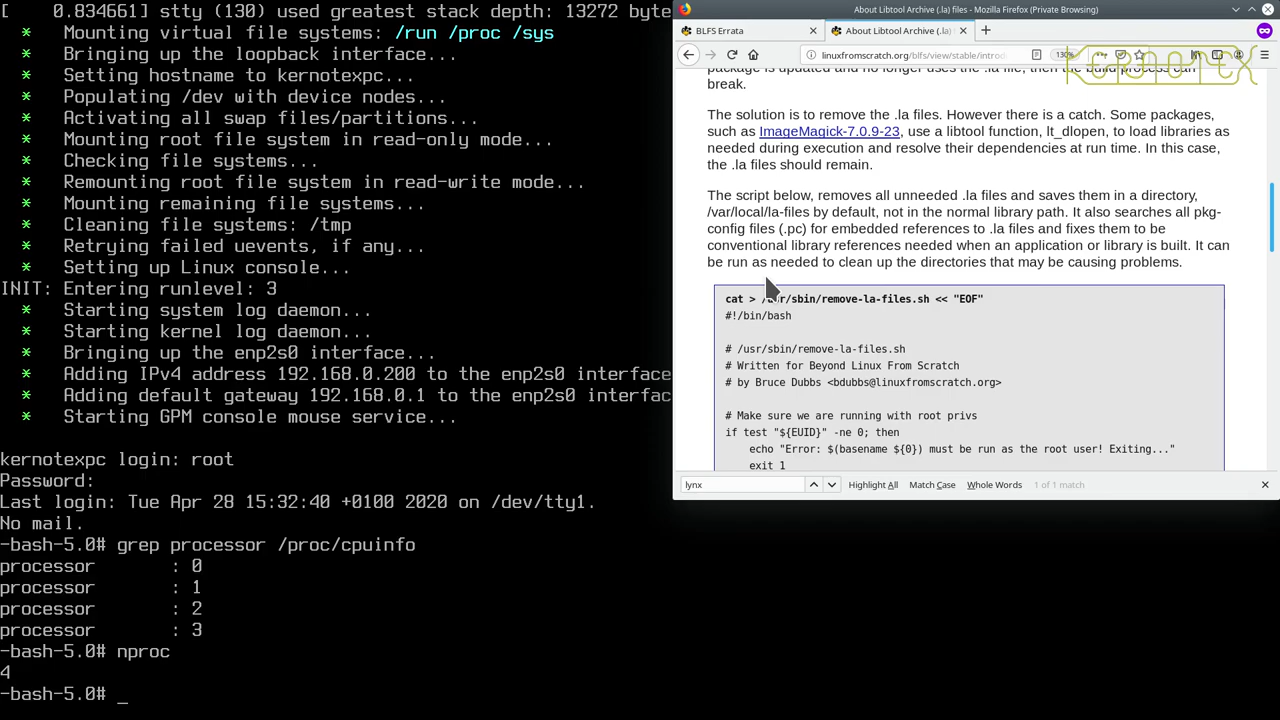 [    0.834661] stty (130) used greatest stack depth: 13272 byte
 *   Mounting virtual file systems: /run /proc /sys
 *   Bringing up the loopback interface...
 *   Setting hostname to kernotexpc...
 *   Populating /dev with device nodes...
 *   Activating all swap files/partitions...
 *   Mounting root file system in read-only mode...
 *   Checking file systems...
 *   Remounting root file system in read-write mode...
 *   Mounting remaining file systems...
 *   Cleaning file systems: /tmp
 *   Retrying failed uevents, if any...
 *   Setting up Linux console...
INIT: Entering runlevel: 3
 *   Starting system log daemon...
 *   Starting kernel log daemon...
 *   Bringing up the enp2s0 interface...
 *   Adding IPv4 address 192.168.0.200 to the enp2s0 interface
 *   Adding default gateway 192.168.0.1 to the enp2s0 interfac
 *   Starting GPM console mouse service...
kernotexpc login: root
Password:
Last login: Tue Apr 28 15:32:40 +0100 2020 on /dev/tty1.
No mail.
-bash-5.0# grep processor /proc/cpuinfo
processor       : 0
processor       : 1
processor       : 2
processor       : 3
-bash-5.0# nproc
4
-bash-5.0# _
About Libtool Archive (.la) files - Mozilla Firefox (Private Browsing)
BLFS Errata
About Libtool Archive (.la)
linuxfromscratch.org/blfs/view/stable/introd
130%
KERNOTEX
package is updated and no longer uses the .la file, then the build process can
break.
The solution is to remove the .la files. However there is a catch. Some packages,
such as ImageMagick-7.0.9-23, use a libtool function, lt_dlopen, to load libraries as
needed during execution and resolve their dependencies at run time. In this case,
the .la files should remain.
The script below, removes all unneeded .la files and saves them in a directory,
/var/local/la-files by default, not in the normal library path. It also searches all pkg-
config files (.pc) for embedded references to .la files and fixes them to be
conventional library references needed when an application or library is built. It can
be run as needed to clean up the directories that may be causing problems.
cat > /usr/sbin/remove-la-files.sh << "EOF"
#!/bin/bash
# /usr/sbin/remove-la-files.sh
# Written for Beyond Linux From Scratch
# by Bruce Dubbs <bdubbs@linuxfromscratch.org>
# Make sure we are running with root privs
if test "${EUID}" -ne 0; then
    echo "Error: $(basename ${0}) must be run as the root user! Exiting..."
    exit 1
lynx
Highlight All
Match Case
Whole Words
1 of 1 match